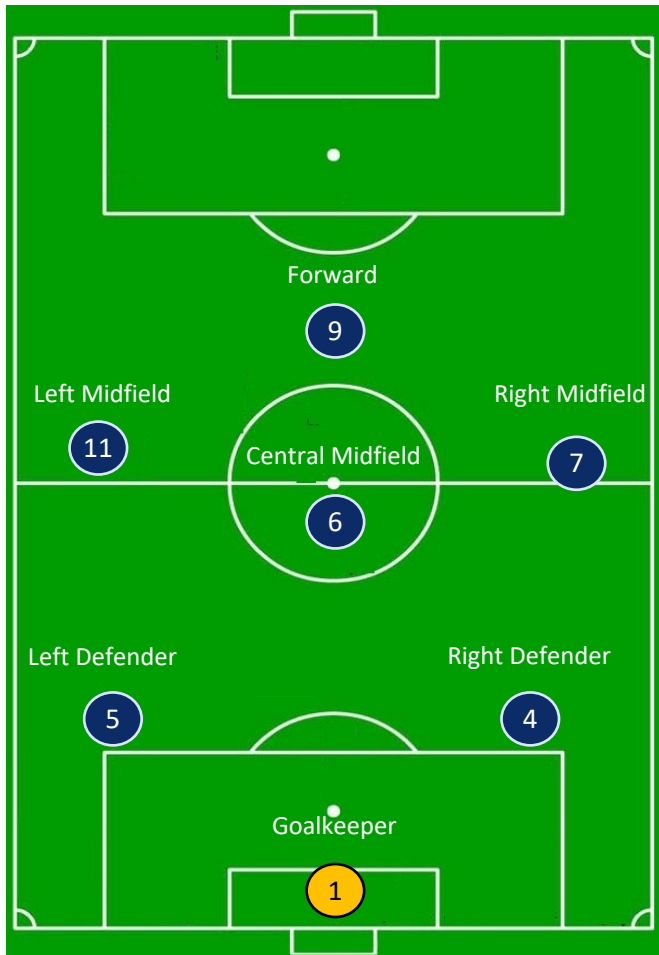 Forward
9
Left Midfield
Right Midfield
11
Central Midfield
7
6
Left Defender
Right Defender
5
4
Goalkeeper
1